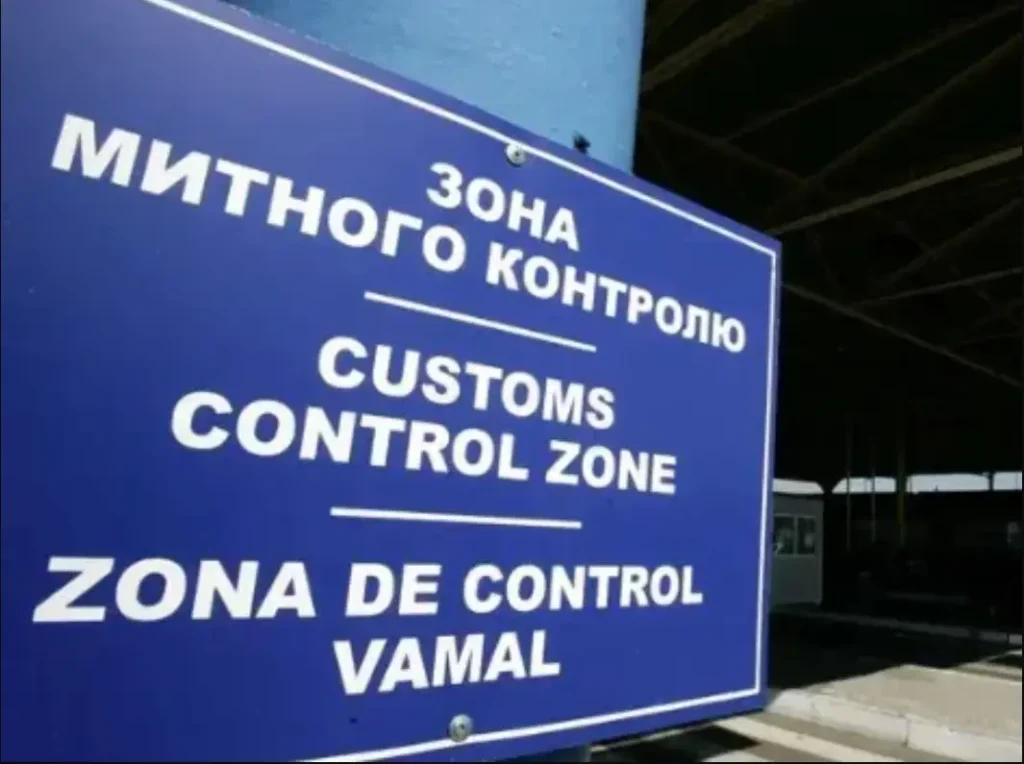 ЗОНА
МИТНОГО КОНТРОЛЮ
CUSTOMS
CONTROL ZONE
ZONA DE CONTROL
VAMAL